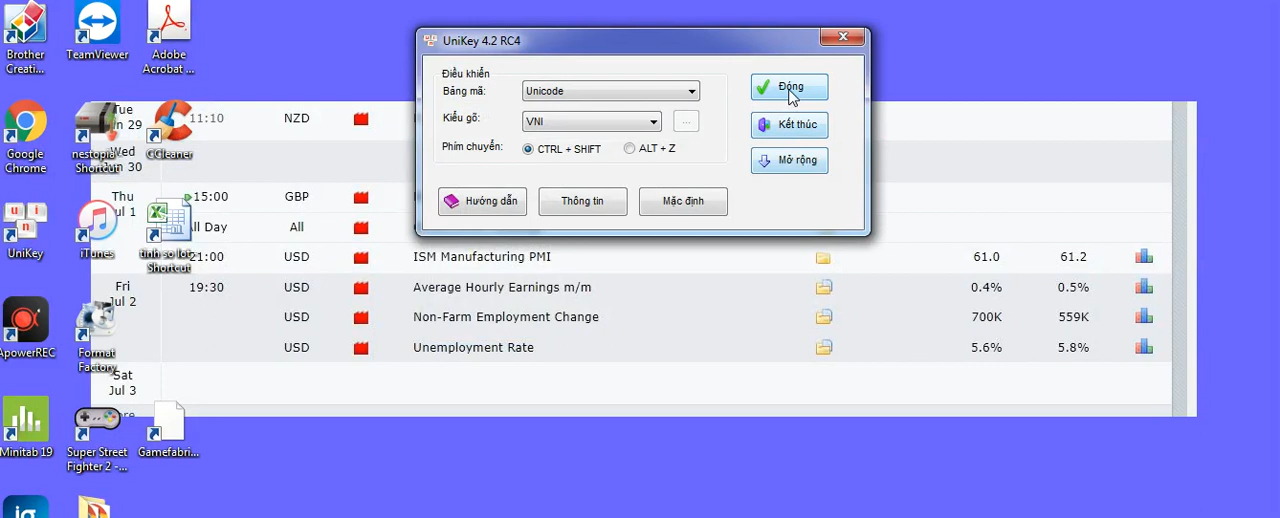 Brother
Creati...
TeamViewer
Adobe
Acrobat ...
UniKey 4.2 RC4
Điều khiển
Bảng mã:
Unicode
Kiểu gõ:
VNI
...
Phím chuyển:
CTRL + SHIFT
ALT + Z
Đóng
Kết thúc
Mở rộng
Hướng dẫn
Thông tin
Mặc định
Google
Chrome
nestopia
Shortcut
CCleaner
UniKey
iTunes
tinh so lot
Shortcut
ApowerREC
Format
Factory
Minitab 19
Super Street
Fighter 2 -...
Gamefabri...
Tue
11:10 NZD
Wed
Jun 30
Thu
Jul 1
15:00 GBP
All Day All
21:00 USD ISM Manufacturing PMI 61.0 61.2
Fri
Jul 2
19:30 USD Average Hourly Earnings m/m 0.4% 0.5%
USD Non-Farm Employment Change 700K 559K
USD Unemployment Rate 5.6% 5.8%
Sat
Jul 3